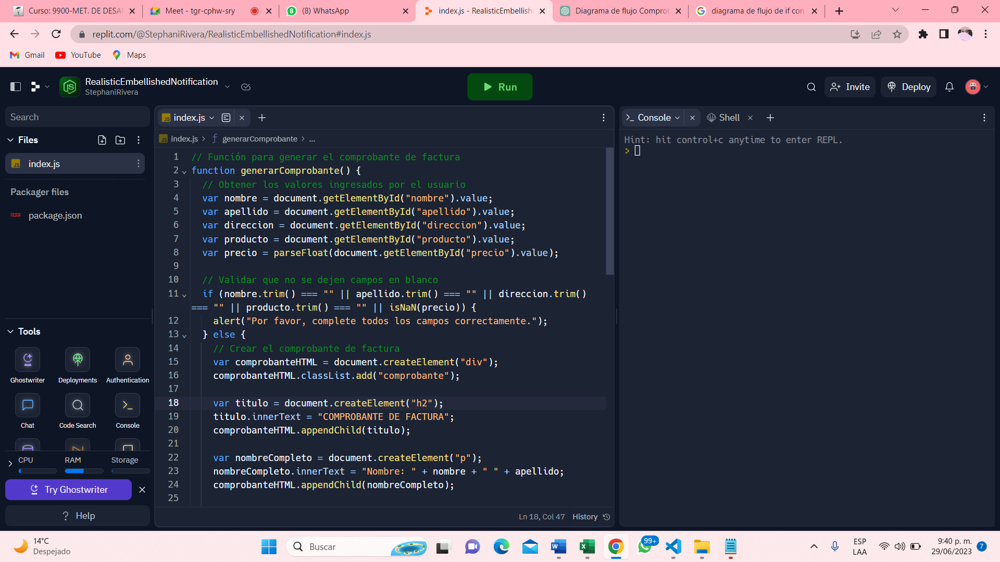 Curso: 9900-MET. DE DESA
Meet - tgr-cphw-sry
(8) WhatsApp
index.js - RealisticEmbellishe
Diagrama de flujo Comprob
diagrama de flujo de if con
replit.com/@StephaniRivera/RealisticEmbellishedNotification#index.js
Gmail
YouTube
Maps
RealisticEmbellishedNotification
StephaniRivera
Run
Invite
Deploy
Search
index.js
Console
Shell
Files
index.js
generarComprobante
...
Hint: hit control+c anytime to enter REPL.
index.js
Packager files
package.json
1 // Función para generar el comprobante de factura
2 function generarComprobante() {
3 // Obtener los valores ingresados por el usuario
4 var nombre = document.getElementById("nombre").value;
5 var apellido = document.getElementById("apellido").value;
6 var direccion = document.getElementById("direccion").value;
7 var producto = document.getElementById("producto").value;
8 var precio = parseFloat(document.getElementById("precio").value);
9
10 // Validar que no se dejen campos en blanco
11 if (nombre.trim() === "" || apellido.trim() === "" || direccion.trim()
=== "" || producto.trim() === "" || isNaN(precio)) {
12 alert("Por favor, complete todos los campos correctamente.");
13 } else {
14 // Crear el comprobante de factura
15 var comprobanteHTML = document.createElement("div");
16 comprobanteHTML.classList.add("comprobante");
17
18 var titulo = document.createElement("h2");
19 titulo.innerText = "COMPROBANTE DE FACTURA";
20 comprobanteHTML.appendChild(titulo);
21
22 var nombreCompleto = document.createElement("p");
23 nombreCompleto.innerText = "Nombre: " + nombre + " " + apellido;
24 comprobanteHTML.appendChild(nombreCompleto);
25
Ln 18, Col 47
History
Tools
Ghostwriter
Deployments
Authentication
Chat
Code Search
Console
CPU
RAM
Storage
Try Ghostwriter
Help
14°C
Despejado
Buscar
99+
ESP
LAA
9:40 p. m.
29/06/2023
7